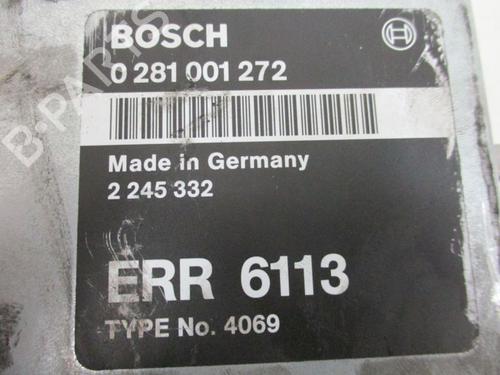 BOSCH
0 281 001 272
Made in Germany
2 245 332
ERR 6113
TYPE No. 4069
B-PARTS